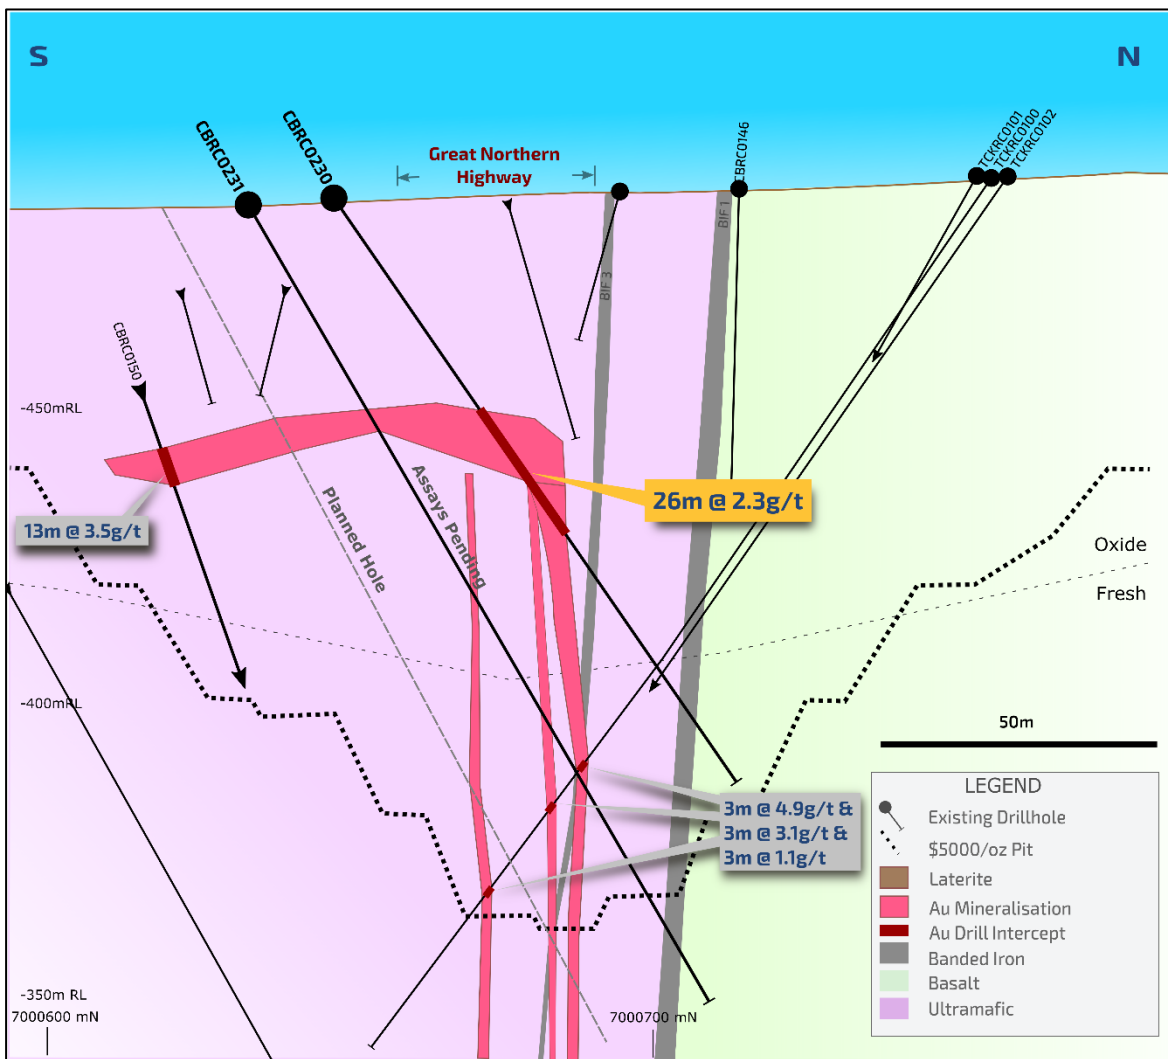 S
N
CBRC0231
CBRC0230
Great Northern
Highway
CBRC0146
TCKRC0101
TCKRC0100
TCKRC0102
BIF 3
BIF 1
CBRC0150
-450mRL
13m @ 3.5g/t
Planned Hole
Assays Pending
26m @ 2.3g/t
Oxide
Fresh
-400mRL
50m
3m @ 4.9g/t &
3m @ 3.1g/t &
3m @ 1.1g/t
LEGEND
Existing Drillhole
$5000/oz Pit
Laterite
Au Mineralisation
Au Drill Intercept
Banded Iron
Basalt
Ultramafic
-350m RL
7000600 mN
7000700 mN